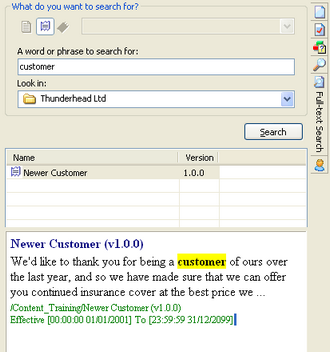 What do you want to search for?
A word or phrase to search for:
customer
Look in:
Thunderhead Ltd
Search
Name Version
Newer Customer 1.0.0
Newer Customer (v1.0.0)
We'd like to thank you for being a customer of ours over
the last year, and so we have made sure that we can offer
you continued insurance cover at the best price we ...
/Content_Training/Newer Customer (v1.0.0)
Effective [00:00:00 01/01/2001] To [23:59:59 31/12/2099]
Full-text Search